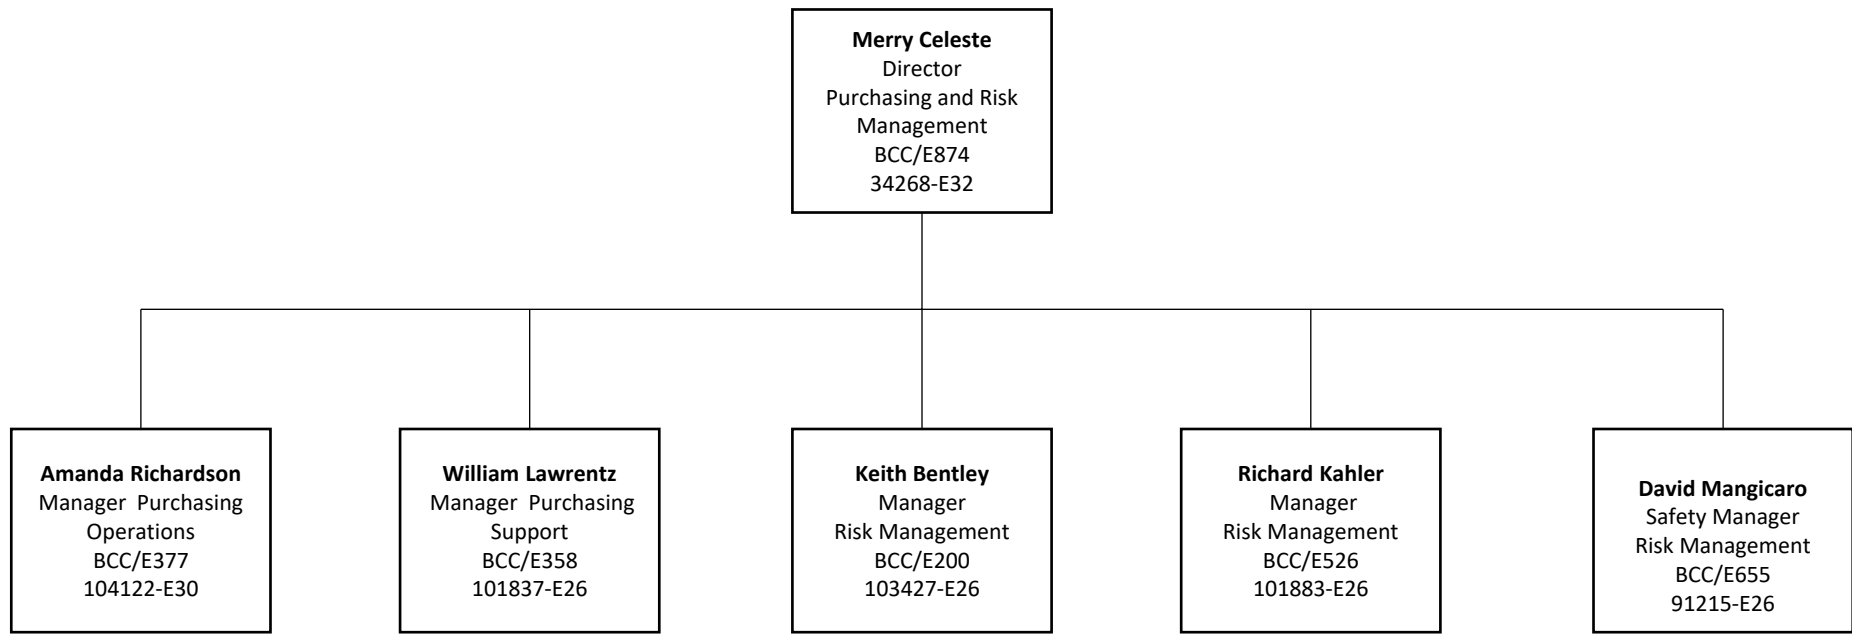 Merry Celeste
Director
Purchasing and Risk
Management
BCC/E874
34268-E32
Amanda Richardson
Manager Purchasing
Operations
BCC/E377
104122-E30
William Lawrentz
Manager Purchasing
Support
BCC/E358
101837-E26
Keith Bentley
Manager
Risk Management
BCC/E200
103427-E26
Richard Kahler
Manager
Risk Management
BCC/E526
101883-E26
David Mangicaro
Safety Manager
Risk Management
BCC/E655
91215-E26